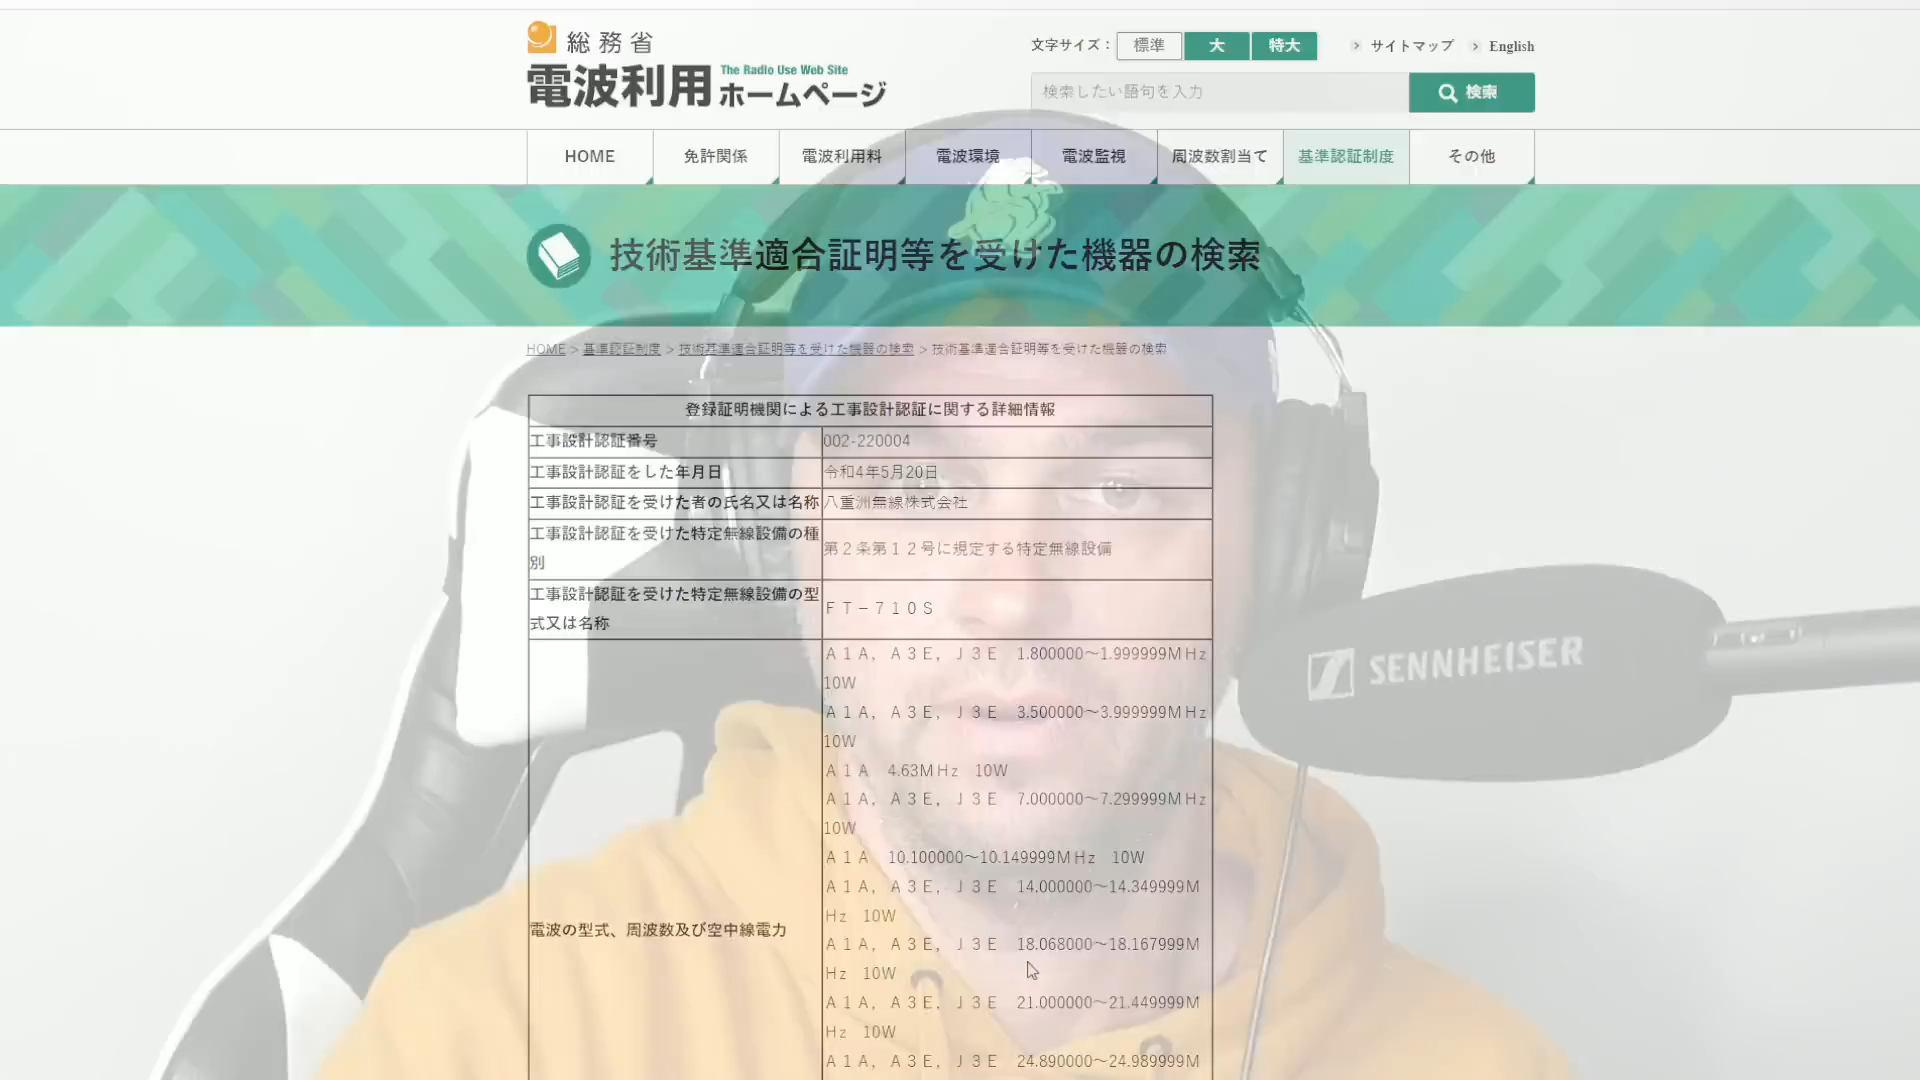 総務省
電波利用 The Radio Use Web Site ホームページ
文字サイズ： 標準 大 特大 サイトマップ English
検索したい語句を入力 検索
HOME 免許関係 電波利用料 電波環境 電波監視 周波数割当て 基準認証制度 その他
技術基準適合証明等を受けた機器の検索
HOME > 基準認証制度 > 技術基準適合証明等を受けた機器の検索 > 技術基準適合証明等を受けた機器の検索
登録証明機関による工事設計認証に関する詳細情報
工事設計認証番号 002-220004
工事設計認証をした年月日 令和4年5月20日
工事設計認証を受けた者の氏名又は名称 八重洲無線株式会社
工事設計認証を受けた特定無線設備の種
別
第２条第１２号に規定する特定無線設備
工事設計認証を受けた特定無線設備の型
式又は名称
ＦＴ－７１０Ｓ
電波の型式、周波数及び空中線電力
Ａ１Ａ，Ａ３Ｅ，Ｊ３Ｅ　1.800000～1.999999ＭＨz
10W
Ａ１Ａ，Ａ３Ｅ，Ｊ３Ｅ　3.500000～3.999999ＭＨz
10W
Ａ１Ａ　4.63ＭＨz　10W
Ａ１Ａ，Ａ３Ｅ，Ｊ３Ｅ　7.000000～7.299999ＭＨz
10W
Ａ１Ａ　10.100000～10.149999ＭＨz　10W
Ａ１Ａ，Ａ３Ｅ，Ｊ３Ｅ　14.000000～14.349999Ｍ
Ｈz　10W
Ａ１Ａ，Ａ３Ｅ，Ｊ３Ｅ　18.068000～18.167999Ｍ
Ｈz　10W
Ａ１Ａ，Ａ３Ｅ，Ｊ３Ｅ　21.000000～21.449999Ｍ
Ｈz　10W
Ａ１Ａ，Ａ３Ｅ，Ｊ３Ｅ　24.890000～24.989999Ｍ
SENNHEISER